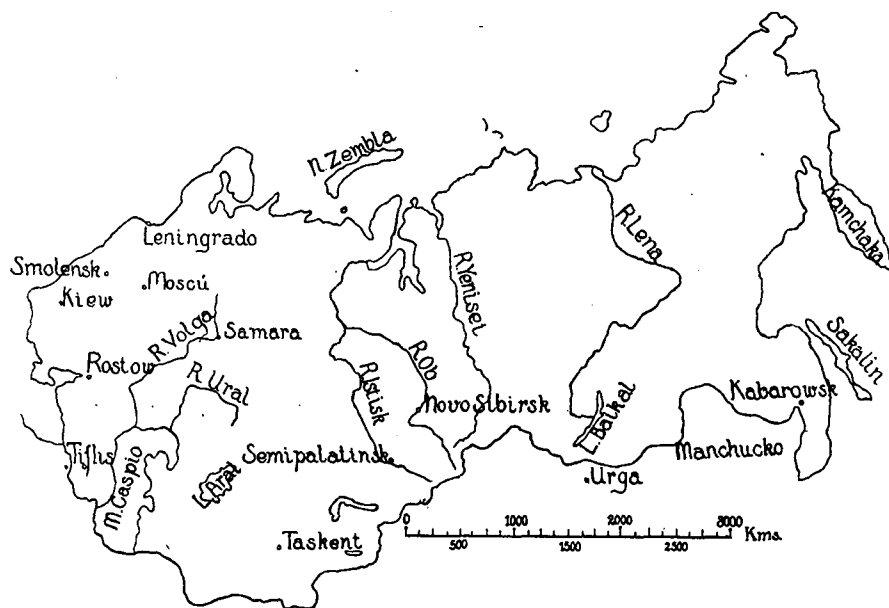 N. Zembla
Leningrado
R. Lena
Kamchaka
Smolensk
Kiew
Moscú
R. Yenisei
R. Volga
Samara
Sakalin
Rostow
R. Ural
R. Ob
R. Istisk
Novo Sibirsk
L. Baikal
Kabarowsk
Tiflis
M. Caspio
L. Aral
Semipalatinsk
Manchucko
Urga
Taskent
0 1000 2000 3000 Kms.
500 1500 2500